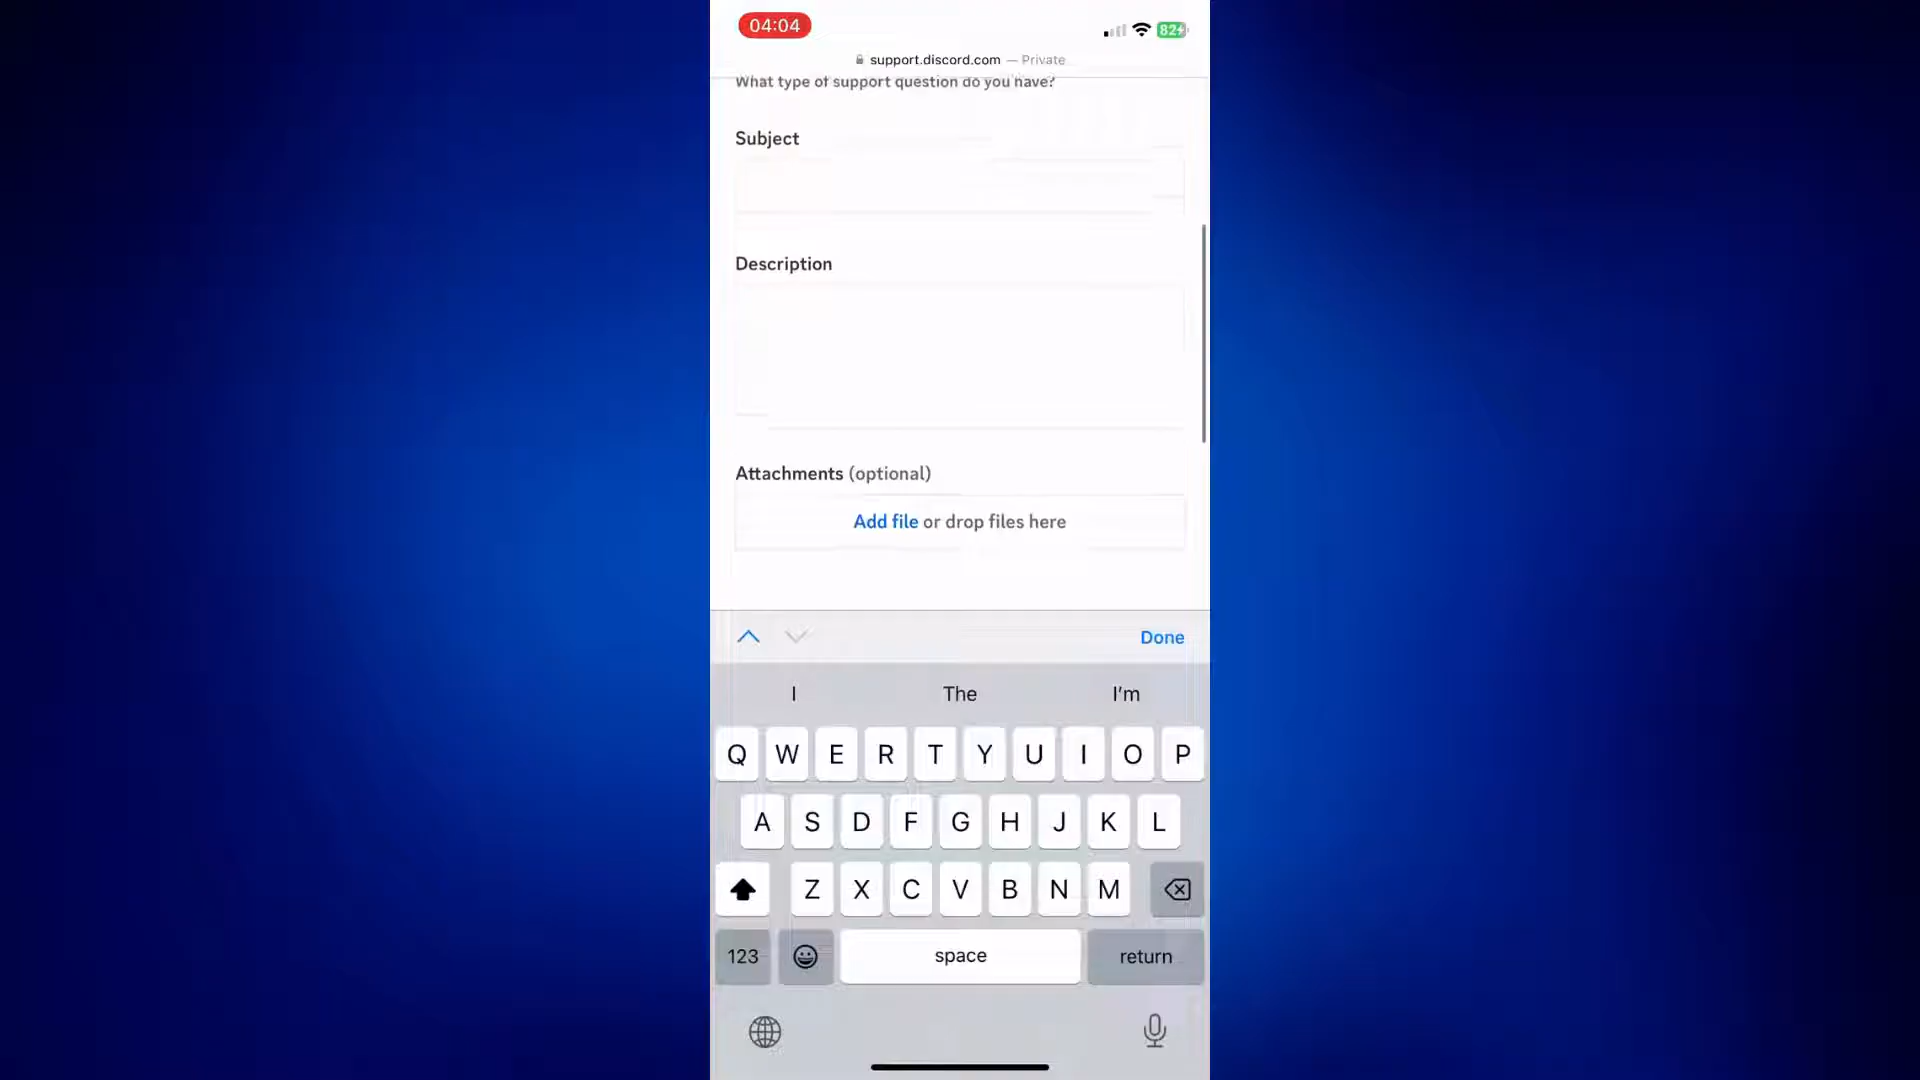 04:04
82
support.discord.com — Private
What type of support question do you have?
Subject
Description
Attachments (optional)
Add file or drop files here
Done
I The I'm
Q W E R T Y U I O P
A S D F G H J K L
Z X C V B N M
123 space return